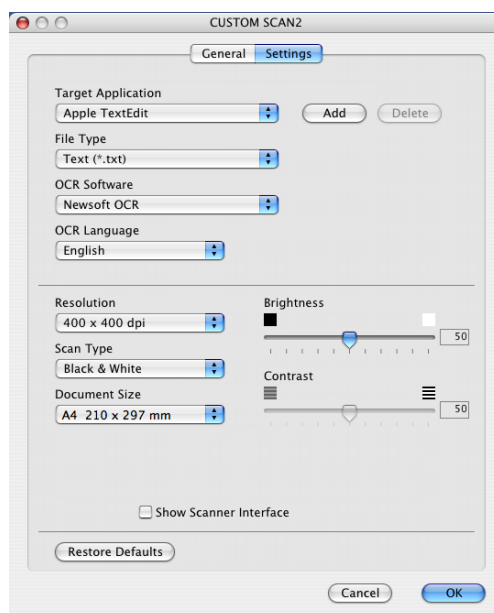 CUSTOM SCAN2
General Settings
Target Application
Apple TextEdit Add Delete
File Type
Text (*.txt)
OCR Software
Newsoft OCR
OCR Language
English
Resolution Brightness
400 x 400 dpi 50
Scan Type
Black & White
Contrast
Document Size
A4 210 x 297 mm 50
Show Scanner Interface
Restore Defaults
Cancel OK